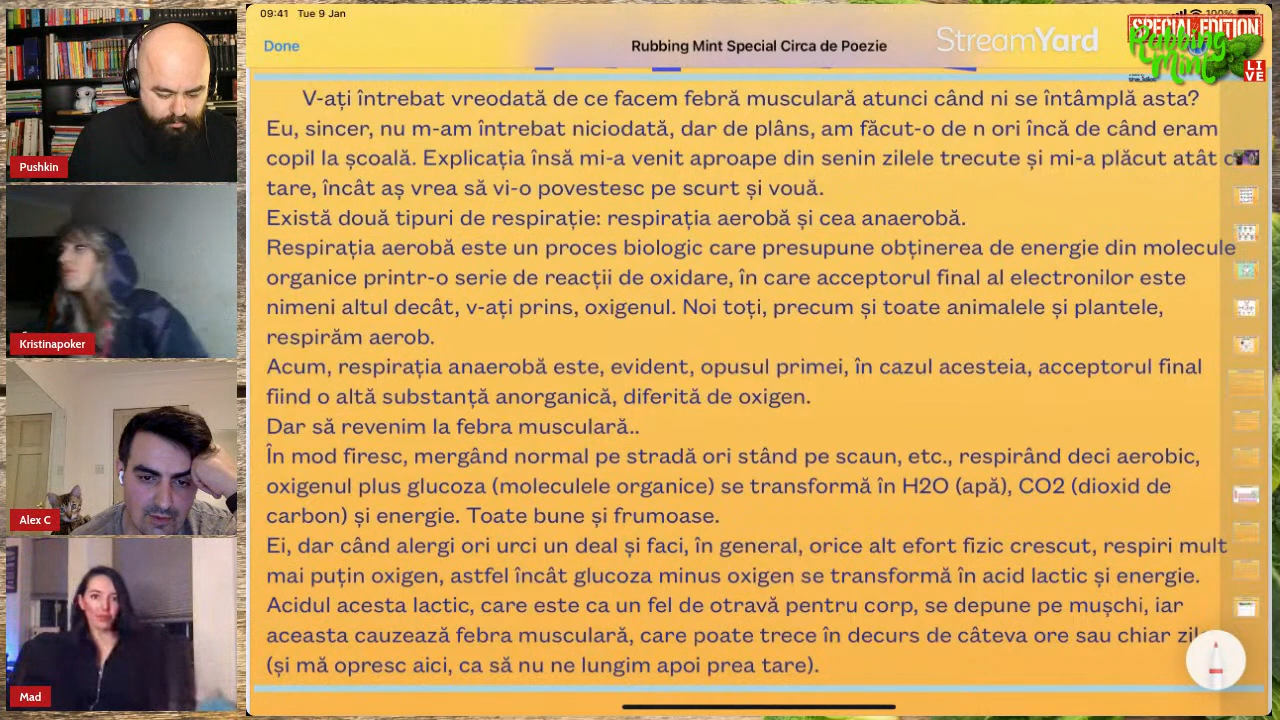 09:41 Tue 9 Jan
100%
Done
Rubbing Mint Special Circa de Poezie
StreamYard
SPECIAL EDITION
Rubbing
Mint
LIVE
V-ați întrebat vreodată de ce facem febră musculară atunci când ni se întâmplă asta?
Eu, sincer, nu m-am întrebat niciodată, dar de plâns, am făcut-o de n ori încă de când eram
copil la școală. Explicația însă mi-a venit aproape din senin zilele trecute și mi-a plăcut atât
tare, încât aș vrea să vi-o povestesc pe scurt și vouă.
Există două tipuri de respirație: respirația aerobă și cea anaerobă.
Respirația aerobă este un proces biologic care presupune obținerea de energie din molecule
organice printr-o serie de reacții de oxidare, în care acceptorul final al electronilor este
nimeni altul decât, v-ați prins, oxigenul. Noi toți, precum și toate animalele și plantele,
respirăm aerob.
Acum, respirația anaerobă este, evident, opusul primei, în cazul acesteia, acceptorul final
fiind o altă substanță anorganică, diferită de oxigen.
Dar să revenim la febra musculară..
În mod firesc, mergând normal pe stradă ori stând pe scaun, etc., respirând deci aerobic,
oxigenul plus glucoza (moleculele organice) se transformă în H2O (apă), CO2 (dioxid de
carbon) și energie. Toate bune și frumoase.
Ei, dar când alergi ori urci un deal și faci, în general, orice alt efort fizic crescut, respiri mult
mai puțin oxigen, astfel încât glucoza minus oxigen se transformă în acid lactic și energie.
Acidul acesta lactic, care este ca un fel de otravă pentru corp, se depune pe mușchi, iar
aceasta cauzează febra musculară, care poate trece în decurs de câteva ore sau chiar
(și mă opresc aici, ca să nu ne lungim apoi prea tare).
Pushkin
Kristinapoker
Alex C
Mad